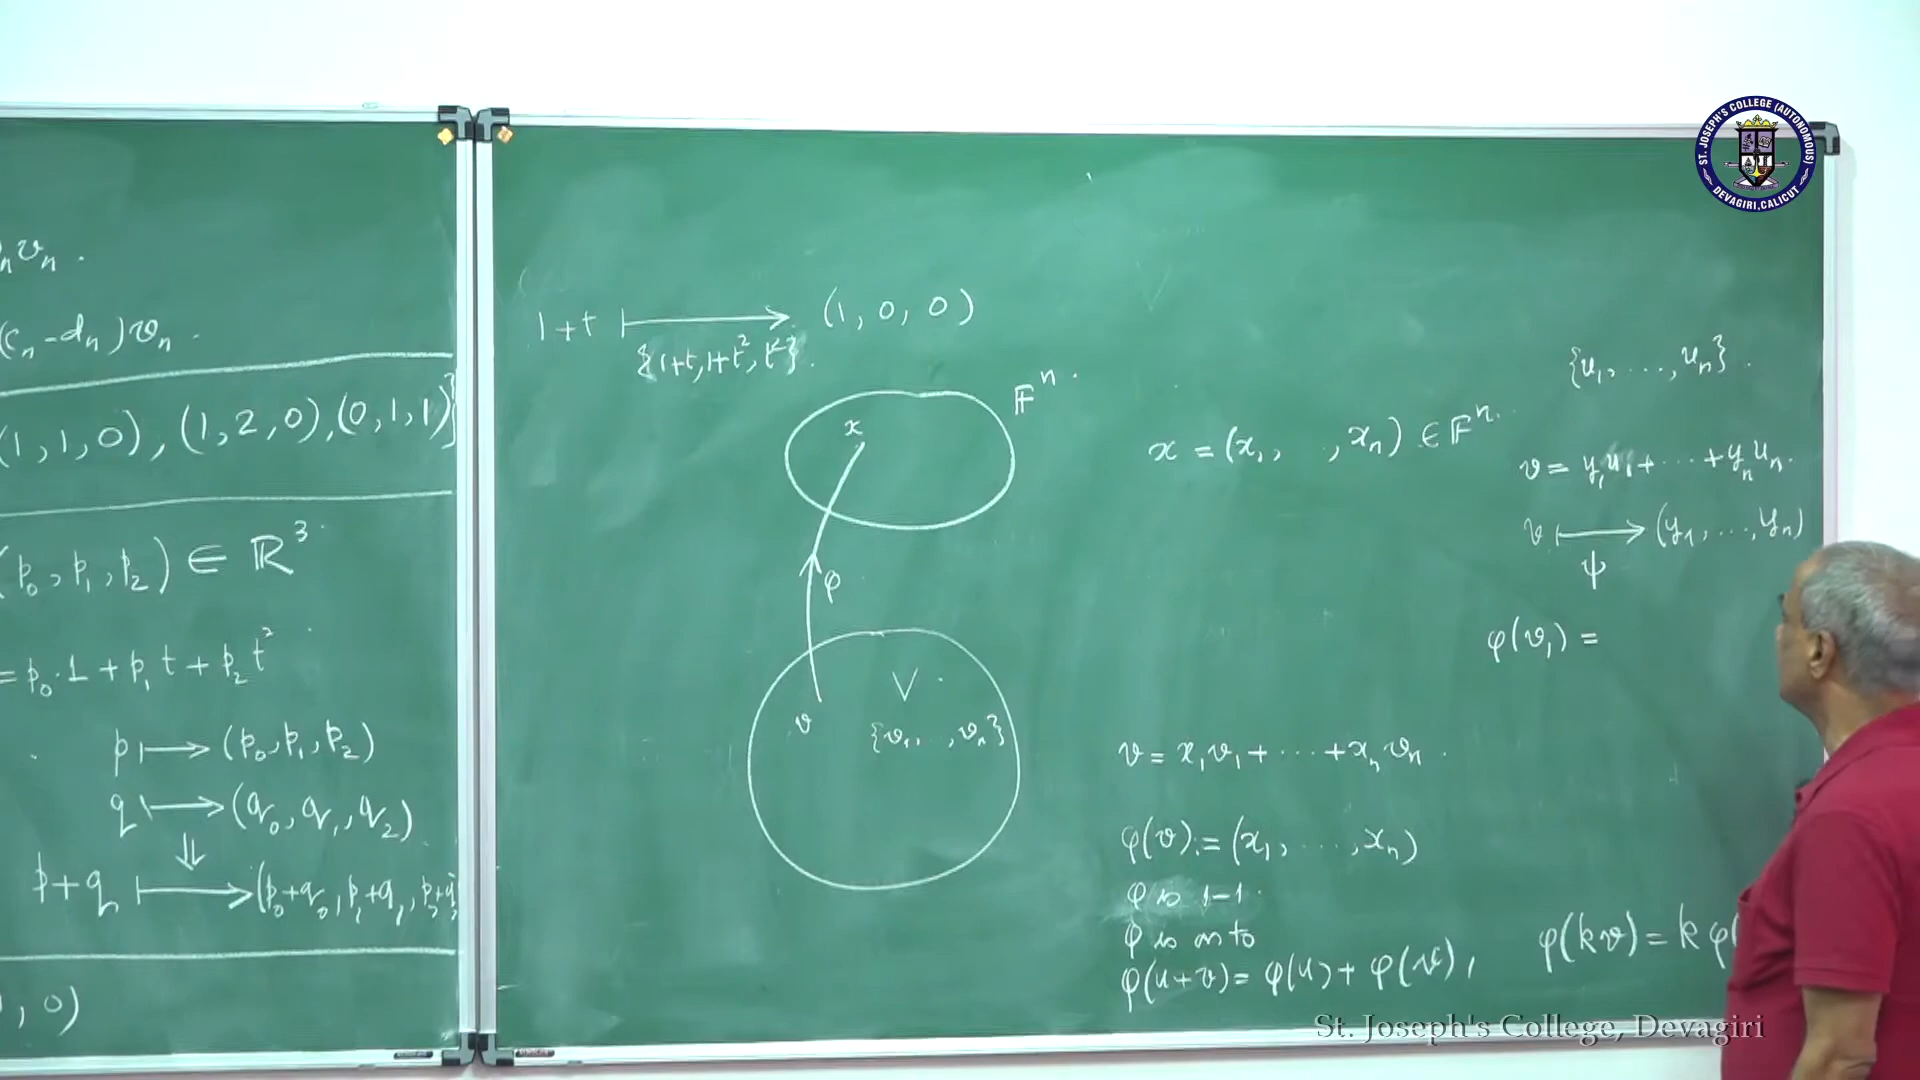 ₙvₙ .
(cₙ-dₙ)vₙ .
(1,1,0), (1,2,0),(0,1,1)}
(p₀,p₁,p₂) ∈ ℝ³
= p₀.1 + p₁t + p₂t²
p ⟼ (p₀,p₁,p₂)
q ⟼ (q₀,q₁,q₂)
⇓
p+q ⟼ (p₀+q₀,p₁+q₁,p₂+q₂
,0)
1+t ⟼ (1,0,0)
{1+t,1+t²,t²}.
𝔽ⁿ .
x
φ
V .
v {v₁,..,vₙ}
x = (x₁, ,xₙ) ∈ 𝔽ⁿ.
v = x₁v₁+ ··· +xₙvₙ .
φ(v):=(x₁, ...,xₙ)
φ is 1-1 .
φ is onto
φ(u+v)= φ(u)+ φ(v), φ(kv)= k φ(
{u₁, ...,uₙ} .
v = y₁u₁+ ··· +yₙuₙ.
v ⟼ (y₁, ...,yₙ)
ψ
φ(v₁) =
ST. JOSEPH'S COLLEGE (AUTONOMOUS)
DEVAGIRI, CALICUT
St. Joseph's College, Devagiri